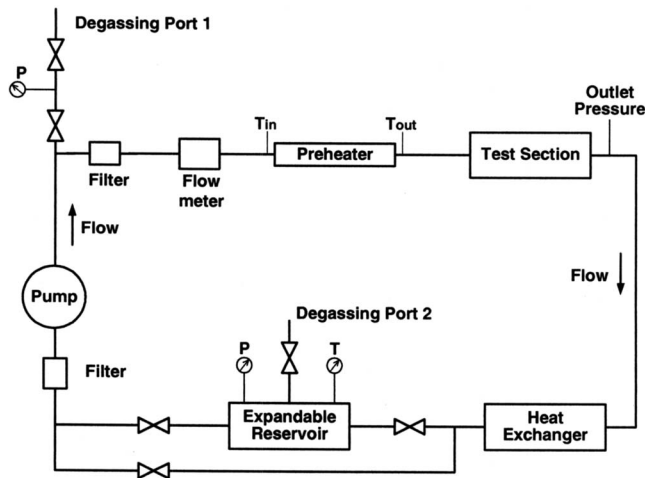 Degassing Port 1
P
Outlet
Pressure
Tin
Tout
Preheater
Test Section
Filter
Flow
meter
Flow
Flow
Pump
Degassing Port 2
P
T
Filter
Expandable
Reservoir
Heat
Exchanger